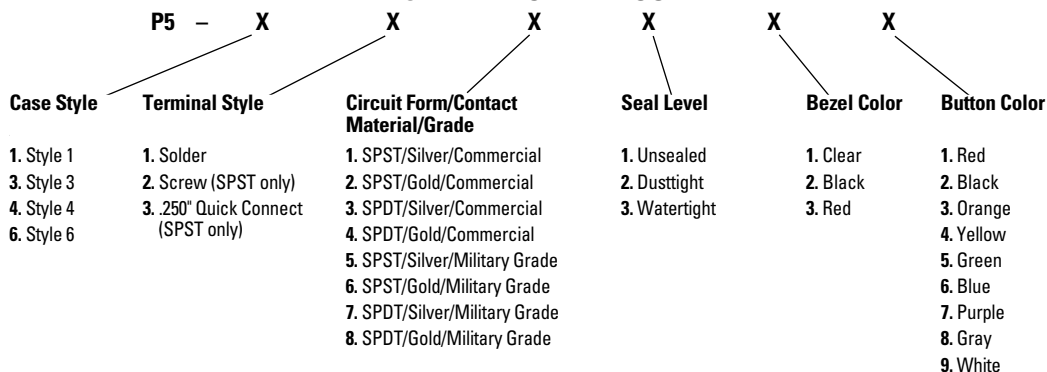 P5 – X X X X X X
Case Style
1. Style 1
3. Style 3
4. Style 4
6. Style 6
Terminal Style
1. Solder
2. Screw (SPST only)
3. .250" Quick Connect
(SPST only)
Circuit Form/Contact
Material/Grade
1. SPST/Silver/Commercial
2. SPST/Gold/Commercial
3. SPDT/Silver/Commercial
4. SPDT/Gold/Commercial
5. SPST/Silver/Military Grade
6. SPST/Gold/Military Grade
7. SPDT/Silver/Military Grade
8. SPDT/Gold/Military Grade
Seal Level
1. Unsealed
2. Dusttight
3. Watertight
Bezel Color
1. Clear
2. Black
3. Red
Button Color
1. Red
2. Black
3. Orange
4. Yellow
5. Green
6. Blue
7. Purple
8. Gray
9. White